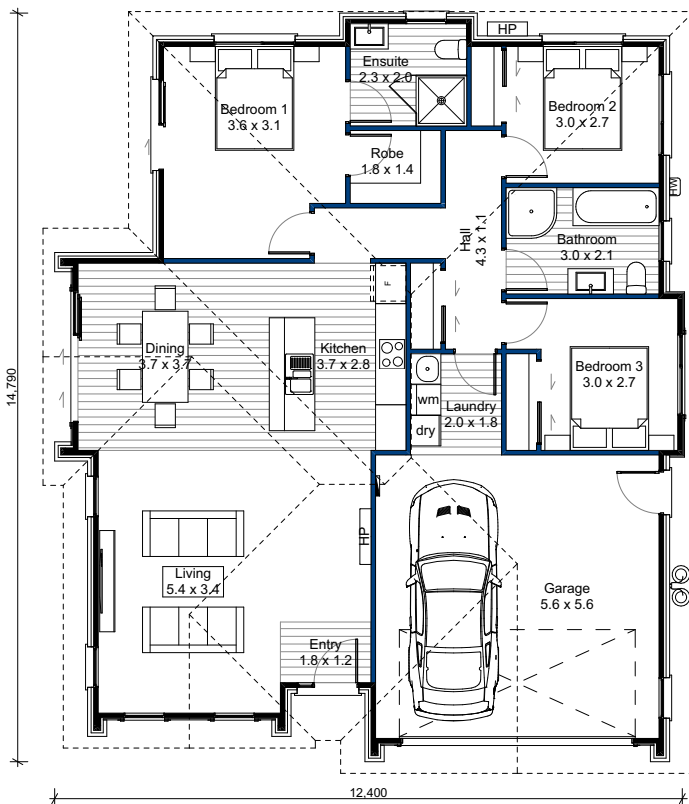 HP
Ensuite
2.3 x 2.0
Bedroom 1
3.6 x 3.1
Bedroom 2
3.0 x 2.7
Robe
1.8 x 1.4
HW
Hall
4.3 x 1.1
Bathroom
3.0 x 2.1
F
Dining
3.7 x 3.7
Kitchen
3.7 x 2.8
Bedroom 3
3.0 x 2.7
14,790
wm
Laundry
2.0 x 1.8
dry
HP
Living
5.4 x 3.4
Garage
5.6 x 5.6
Entry
1.8 x 1.2
12,400